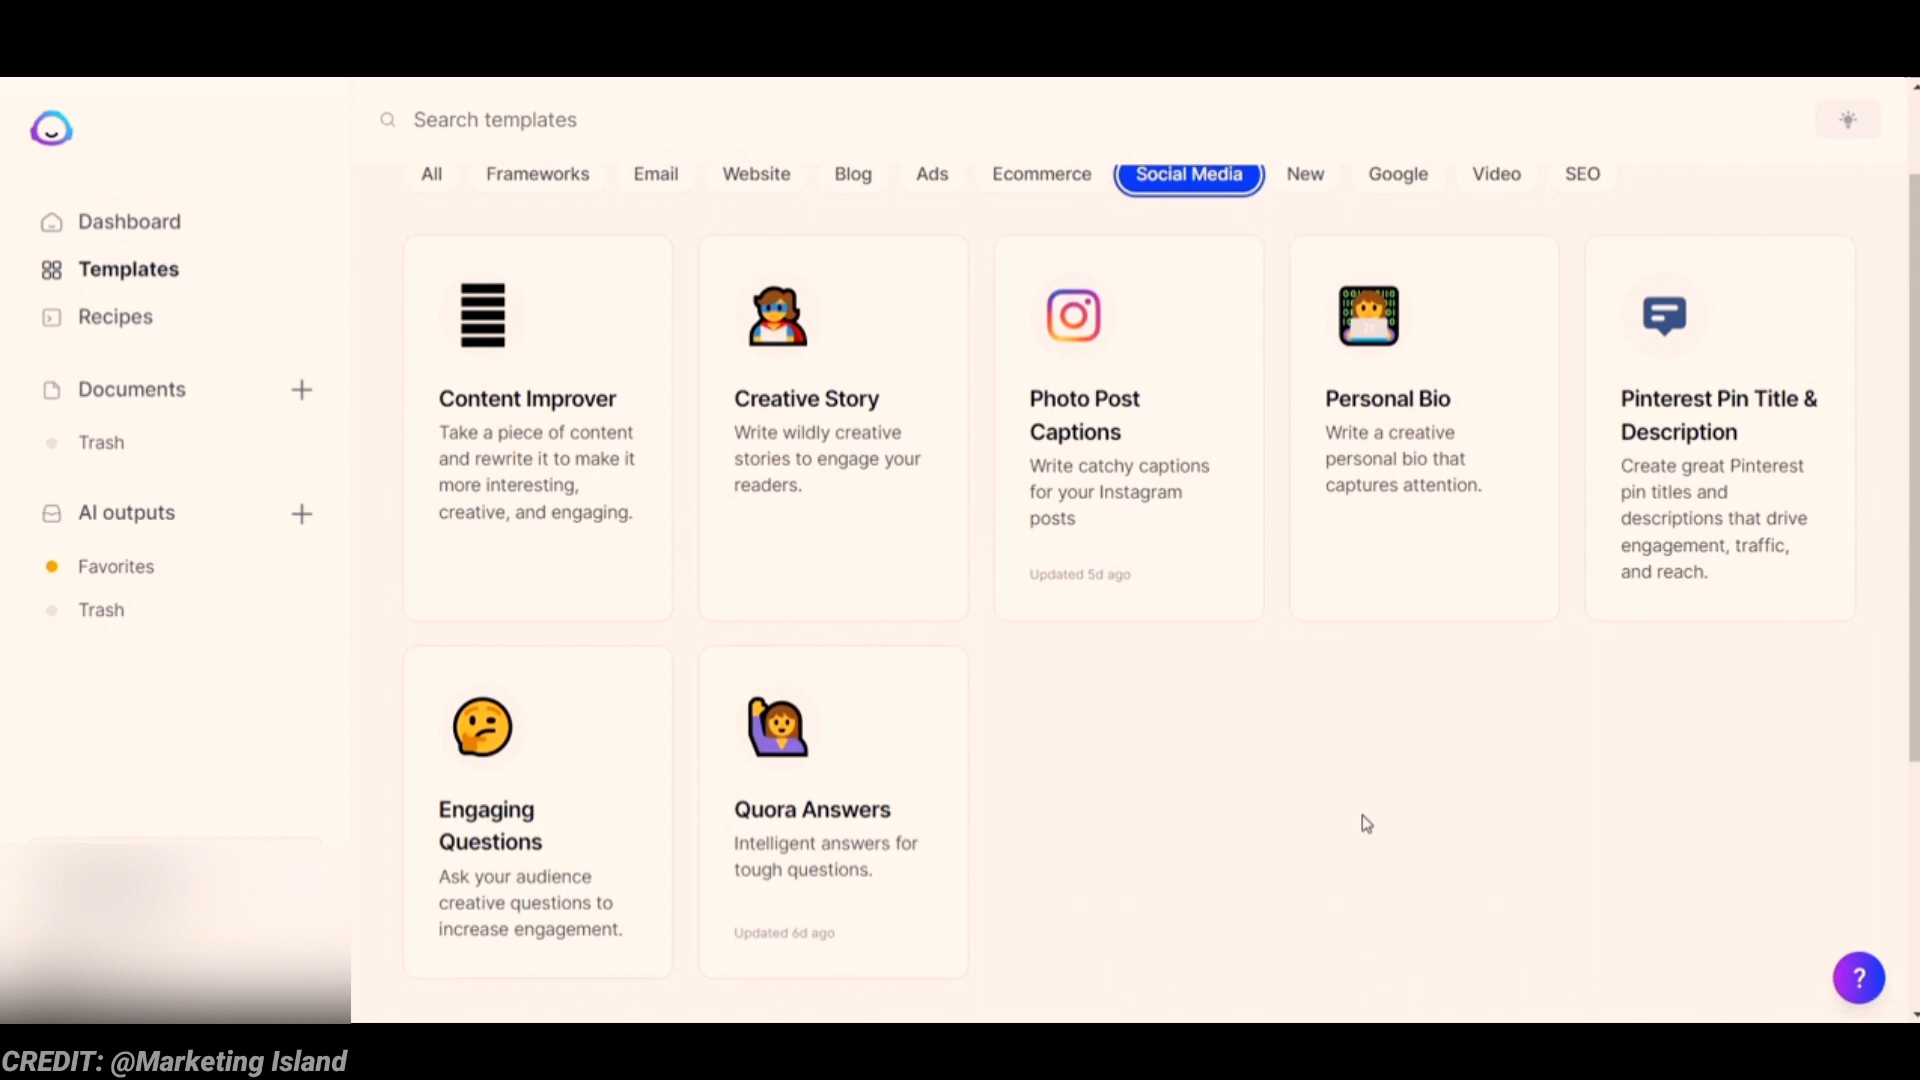 Search templates
All Frameworks Email Website Blog Ads Ecommerce Social Media New Google Video SEO
Dashboard
Templates
Recipes
Documents
Trash
AI outputs
Favorites
Trash
Content Improver
Take a piece of content
and rewrite it to make it
more interesting,
creative, and engaging.
Creative Story
Write wildly creative
stories to engage your
readers.
Photo Post
Captions
Write catchy captions
for your Instagram
posts
Updated 5d ago
Personal Bio
Write a creative
personal bio that
captures attention.
Pinterest Pin Title &
Description
Create great Pinterest
pin titles and
descriptions that drive
engagement, traffic,
and reach.
Engaging
Questions
Ask your audience
creative questions to
increase engagement.
Quora Answers
Intelligent answers for
tough questions.
Updated 6d ago
?
CREDIT: @Marketing Island